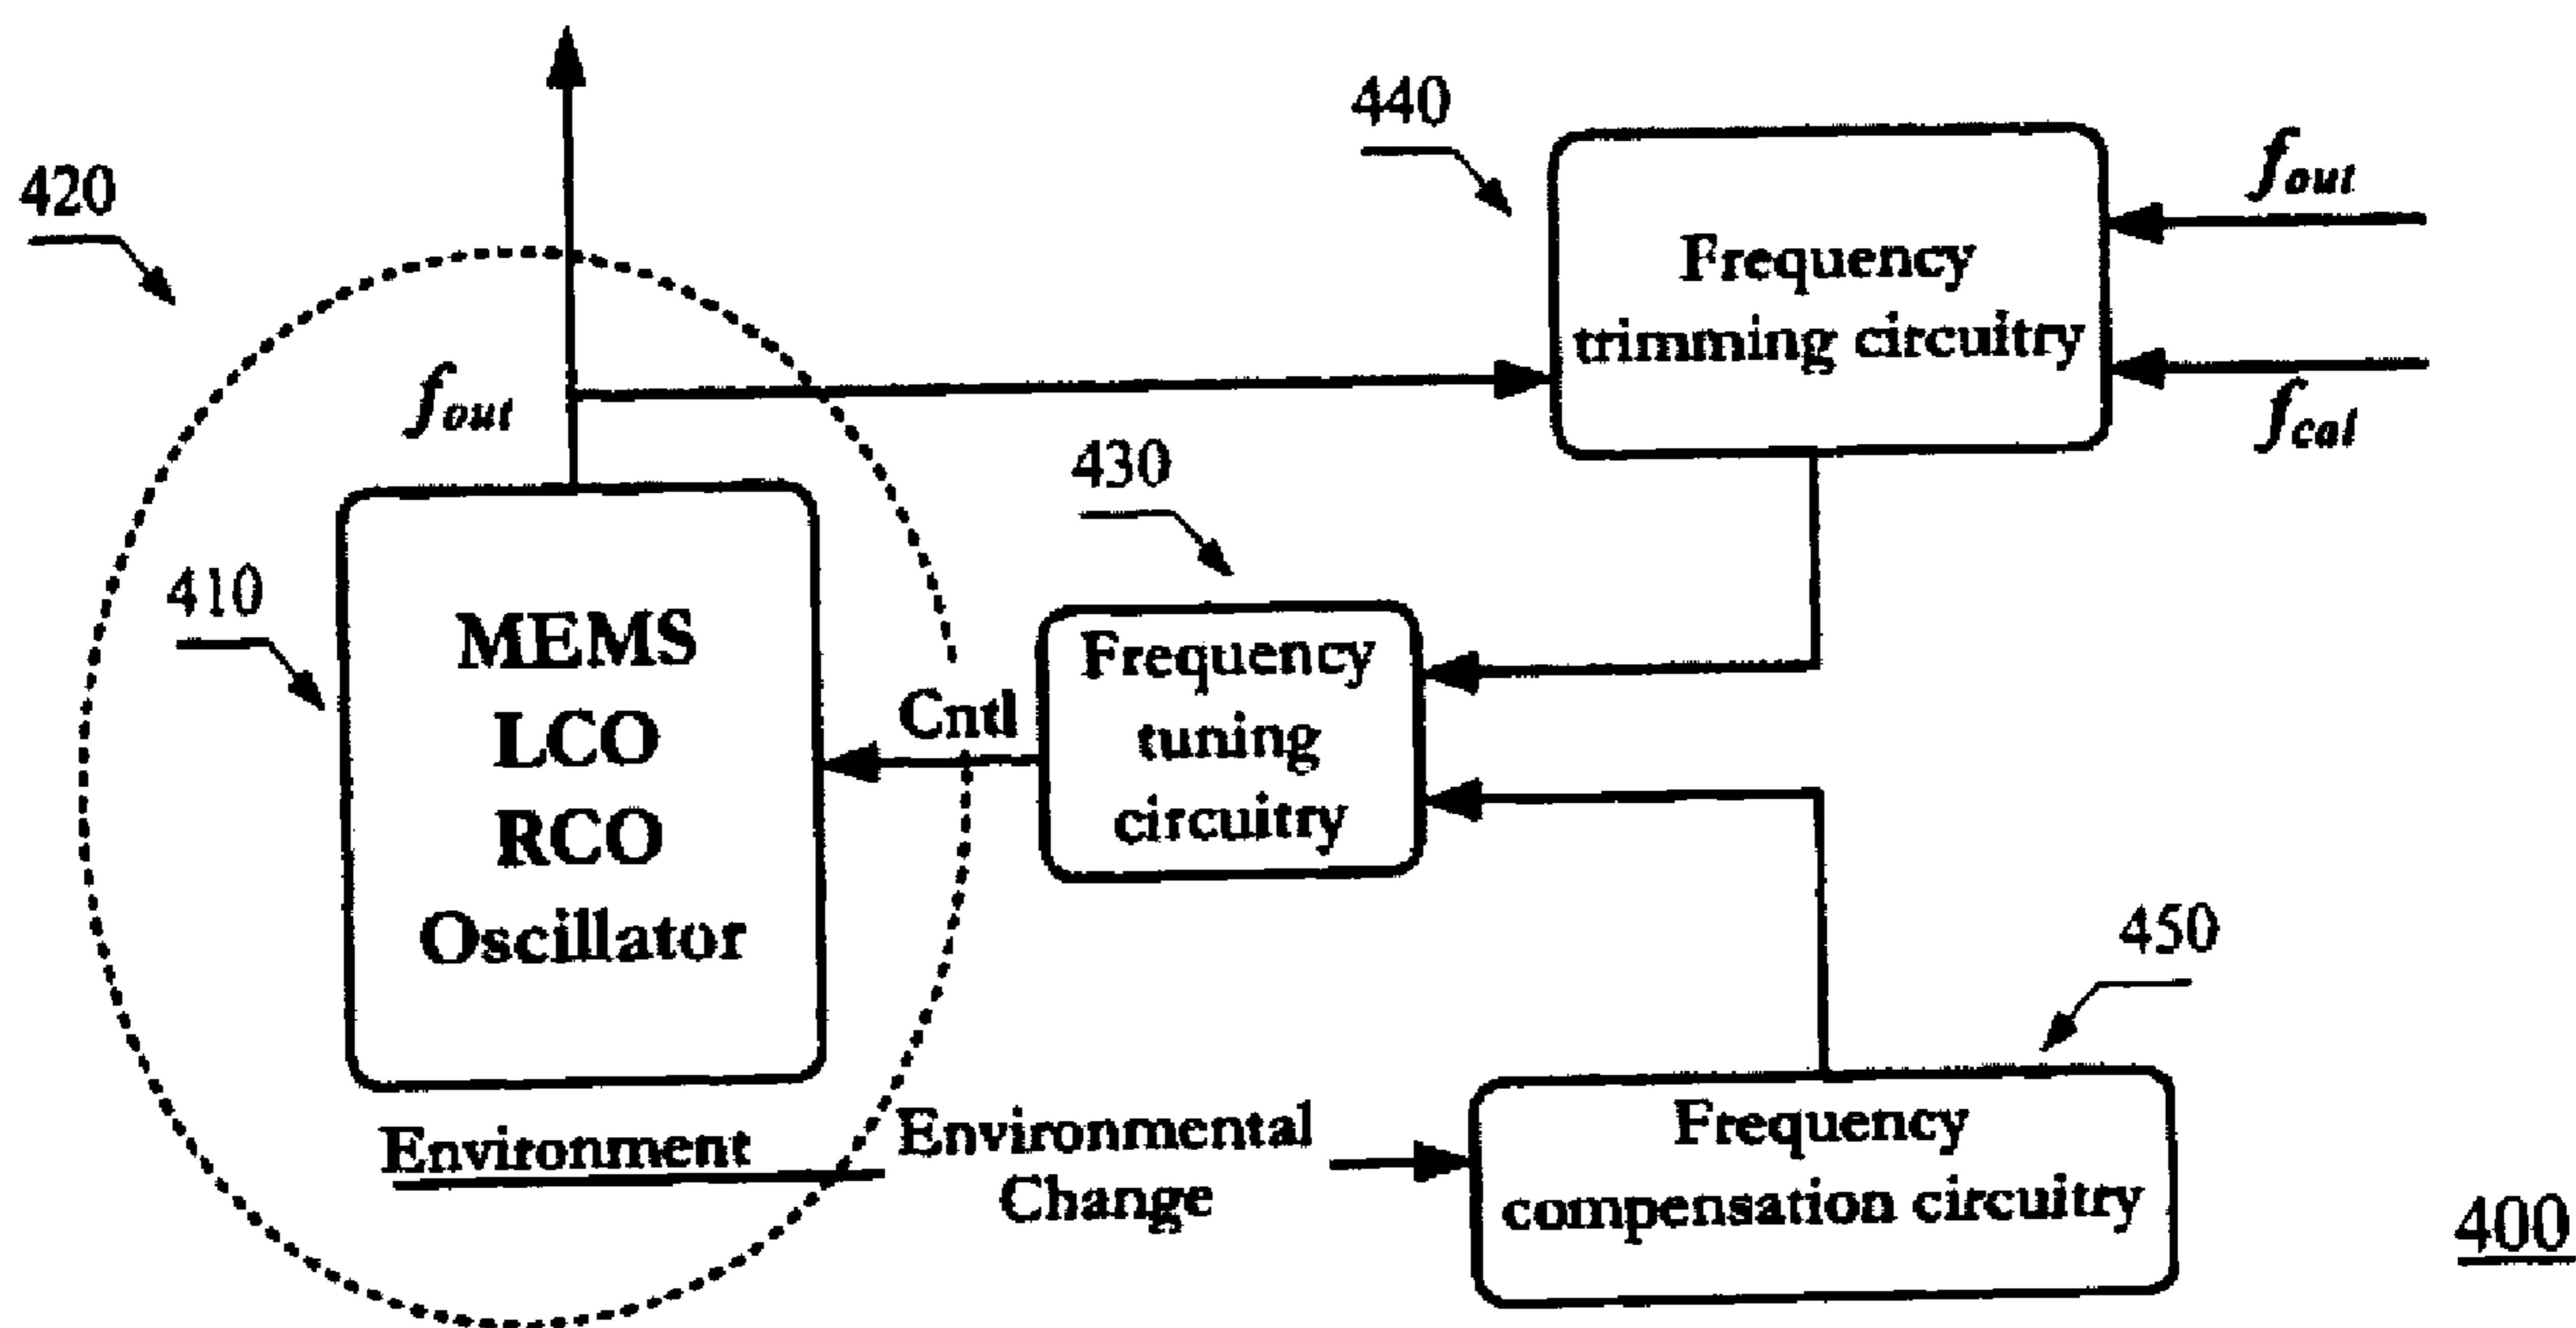 440
420
f_out
Frequency
trimming circuitry
f_out
f_cal
430
410
MEMS
LCO
RCO
Oscillator
Cntl
Frequency
tuning
circuitry
450
Environment
Environmental
Change
Frequency
compensation circuitry
400